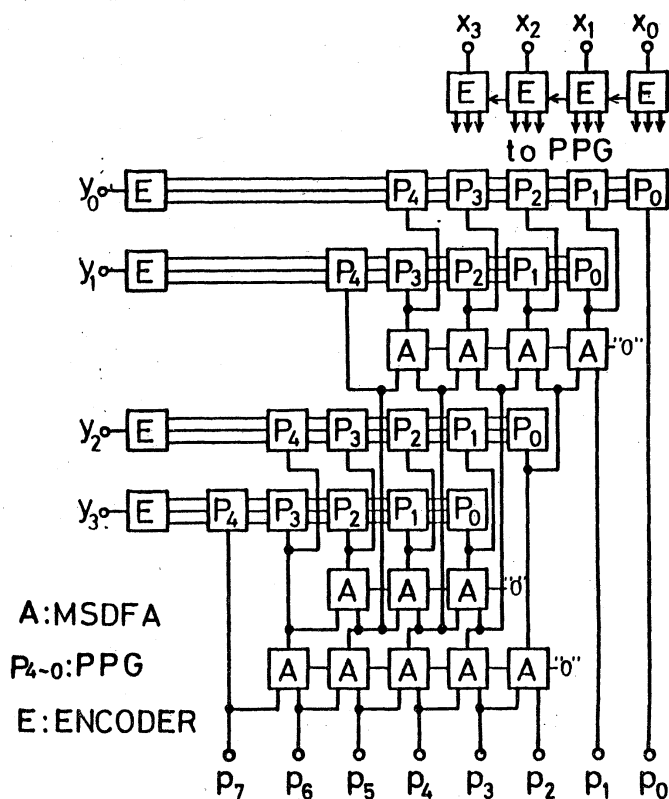 x₃ x₂ x₁ x₀
E E E E
to PPG
y₀ E P₄ P₃ P₂ P₁ P₀
y₁ E P₄ P₃ P₂ P₁ P₀
A A A A "0"
y₂ E P₄ P₃ P₂ P₁ P₀
y₃ E P₄ P₃ P₂ P₁ P₀
A A A "0"
A:MSDFA
A A A A A "0"
P₄~₀:PPG
E:ENCODER
p₇ p₆ p₅ p₄ p₃ p₂ p₁ p₀